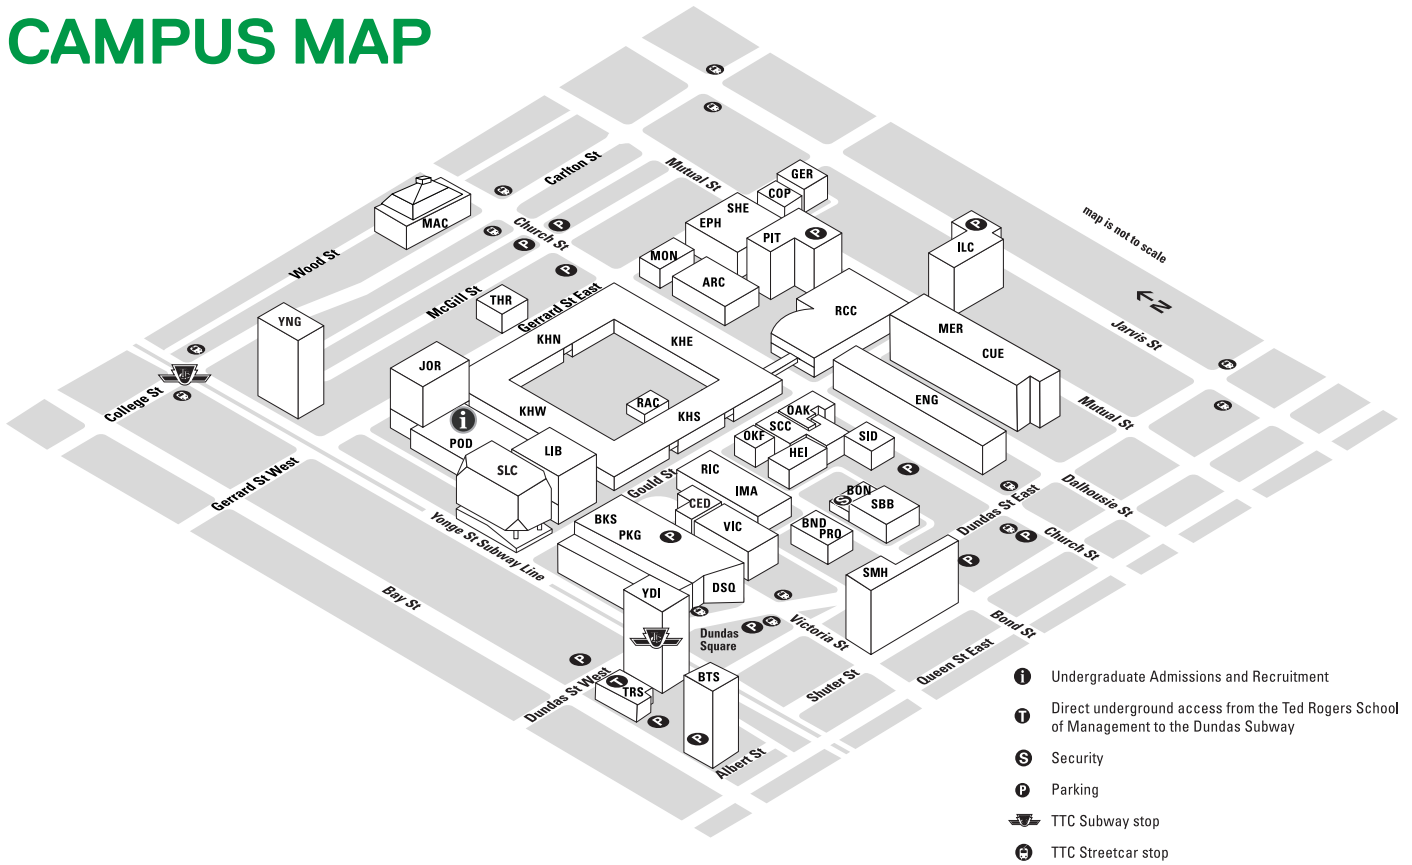 CAMPUS MAP
GER
COP
Carlton St
Mutual St
SHE
EPH
MAC
Church St
P
P
PIT
P
P
ILC
map is not to scale
MON
Wood St
P
ARC
McGill St
THR
Gerrard St East
N
RCC
YNG
MER
Jarvis St
KHN
KHE
CUE
JOR
College St
RAC
ENG
Mutual St
KHW
KHS
OAK
i
SCC
POD
LIB
OKF
HEI
SID
SLC
RIC
P
Gerrard St West
Gould St
IMA
BON
S
SBB
Dalhousie St
CED
Dundas St East
Yonge St Subway Line
BKS
PKG
VIC
BND
PRO
P
P
Church St
P
SMH
DSQ
YDI
Bay St
Dundas
Square
P
Victoria St
Bond St
P
Queen St East
T
TRS
BTS
Shuter St
Dundas St West
P
P
Albert St
i Undergraduate Admissions and Recruitment
T Direct underground access from the Ted Rogers School
of Management to the Dundas Subway
S Security
P Parking
TTC Subway stop
TTC Streetcar stop